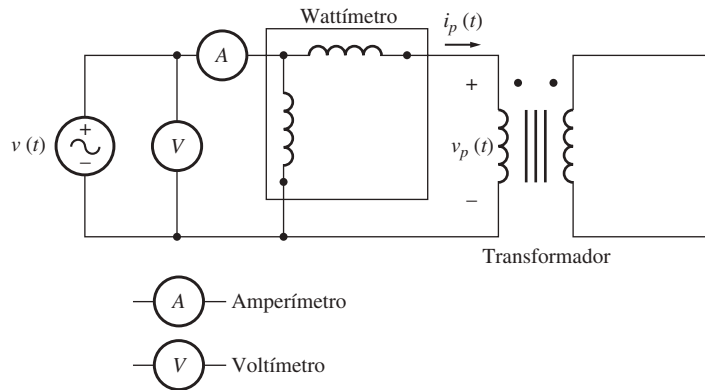 Wattímetro
i_p (t)
A
+
v (t)
+
−
V
v_p (t)
−
Transformador
A Amperímetro
V Voltímetro